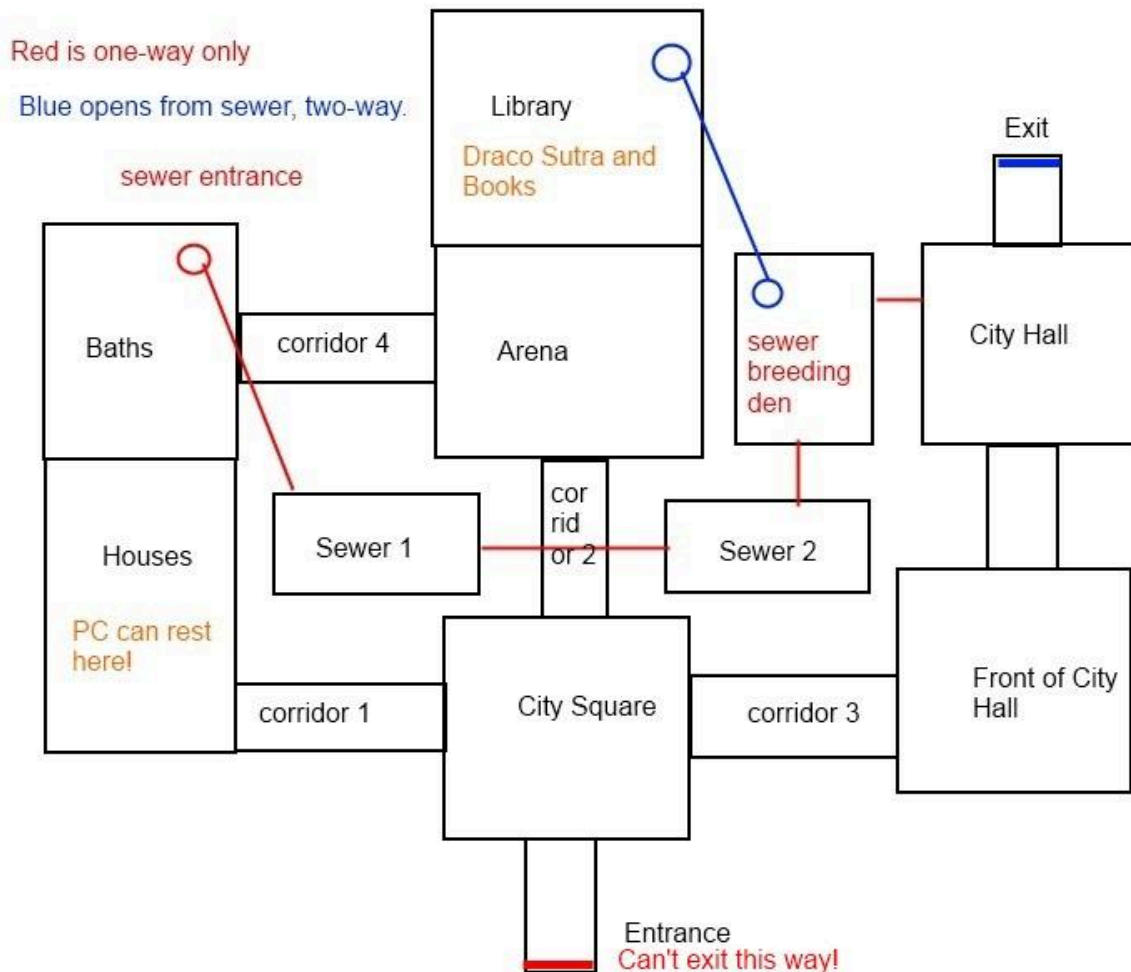 Red is one-way only
Blue opens from sewer, two-way.
sewer entrance
Library
Draco Sutra and
Books
Exit
Baths
corridor 4
Arena
sewer
breeding
den
City Hall
Houses
PC can rest
here!
Sewer 1
cor
rid
or 2
Sewer 2
corridor 1
City Square
corridor 3
Front of City
Hall
Entrance
Can't exit this way!